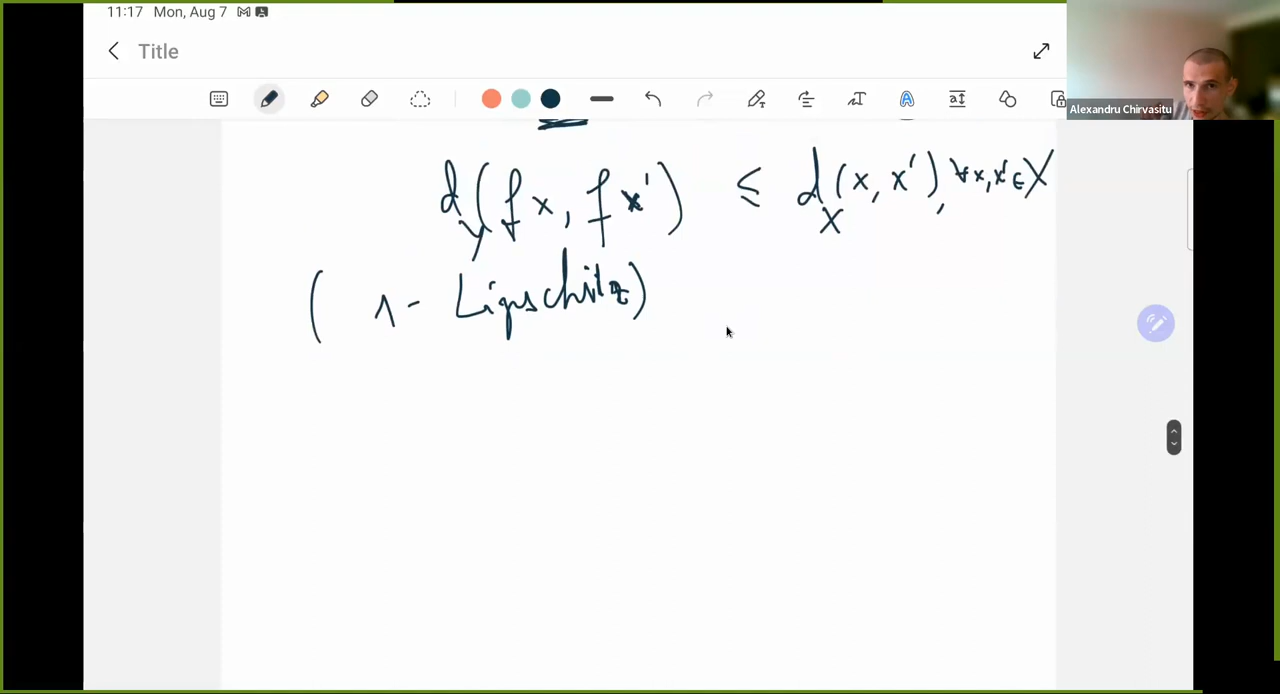 11:17 Mon, Aug 7
Title
Alexandru Chirvasitu
d_Y(fx, fx') ≤ d_X(x, x'), ∀ x, x' ∈ X
( 1 - Lipschitz)